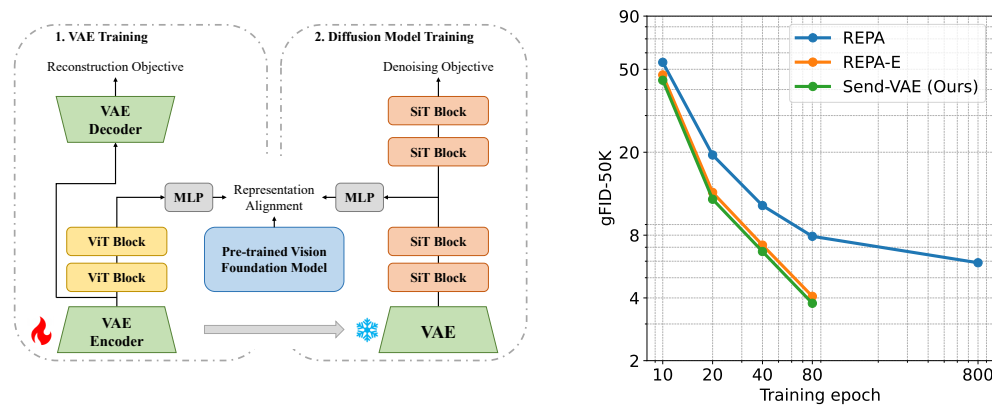 1. VAE Training
Reconstruction Objective
VAE
Decoder
MLP
ViT Block
ViT Block
VAE
Encoder
Representation
Alignment
Pre-trained Vision
Foundation Model
2. Diffusion Model Training
Denoising Objective
SiT Block
SiT Block
MLP
SiT Block
SiT Block
VAE
gFID-50K
90
50
20
8
4
2
REPA
REPA-E
Send-VAE (Ours)
10 20 40 80 800
Training epoch